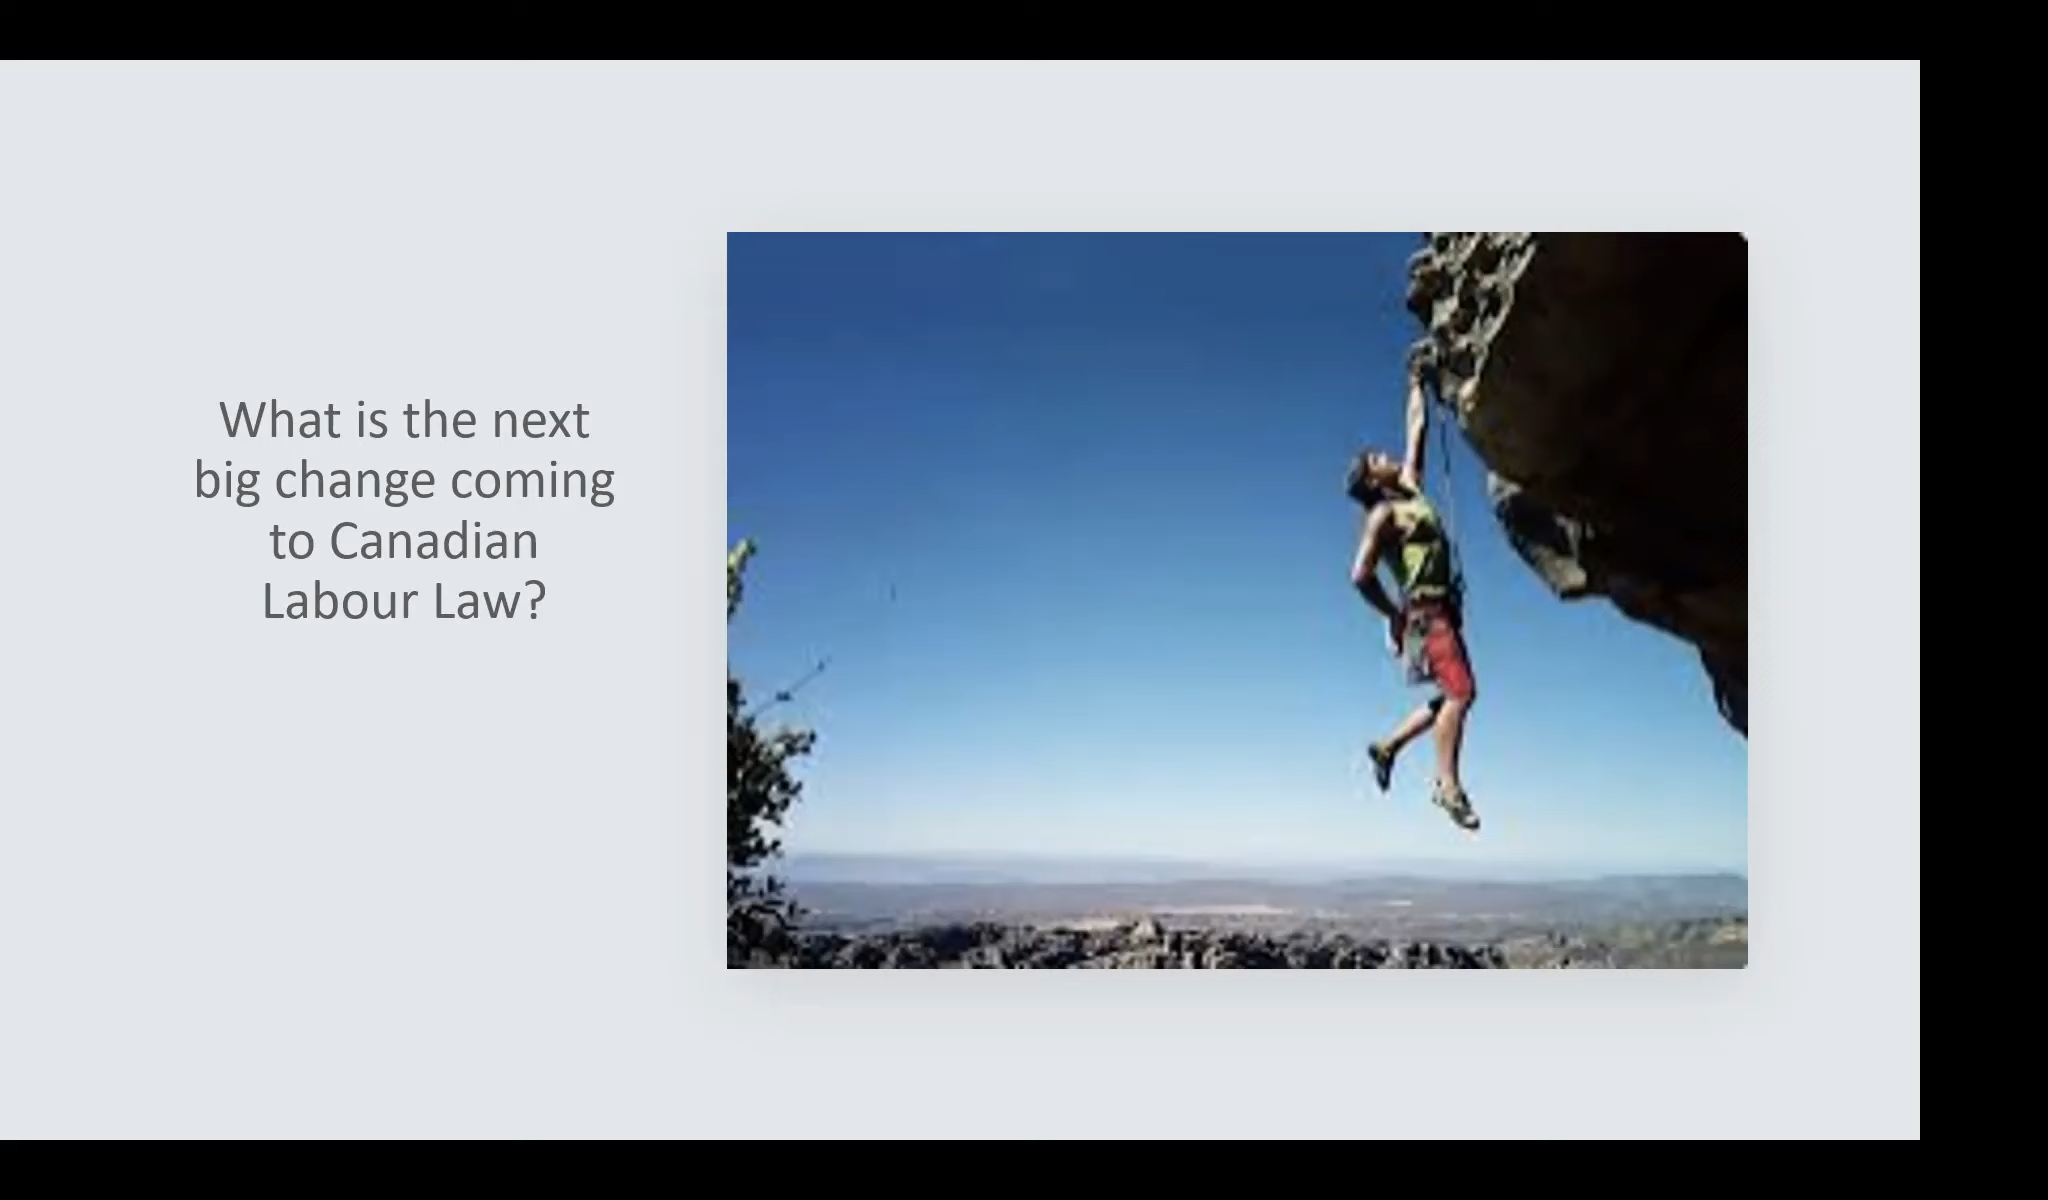 What is the next
big change coming
to Canadian
Labour Law?